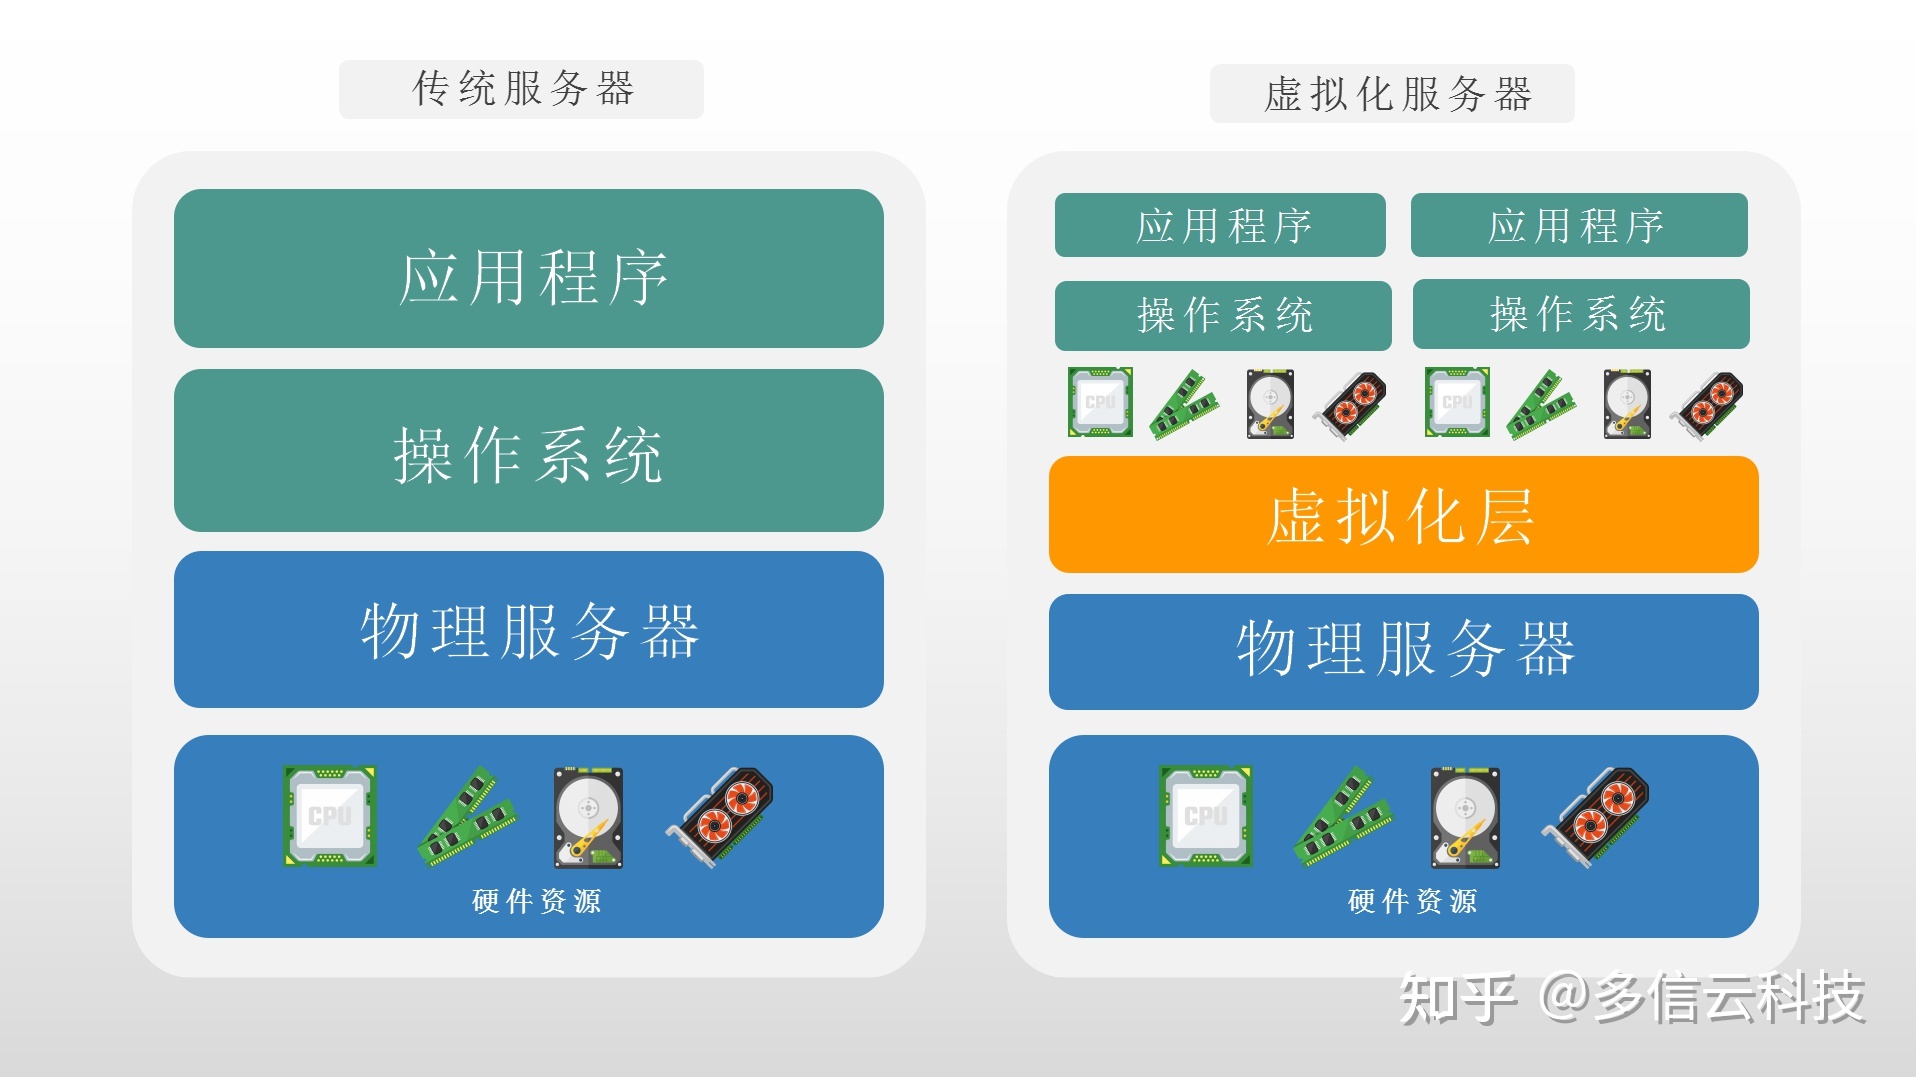 传统服务器
应用程序
操作系统
物理服务器
CPU
硬件资源
虚拟化服务器
应用程序 应用程序
操作系统 操作系统
CPU CPU
虚拟化层
物理服务器
CPU
硬件资源
知乎 @多信云科技